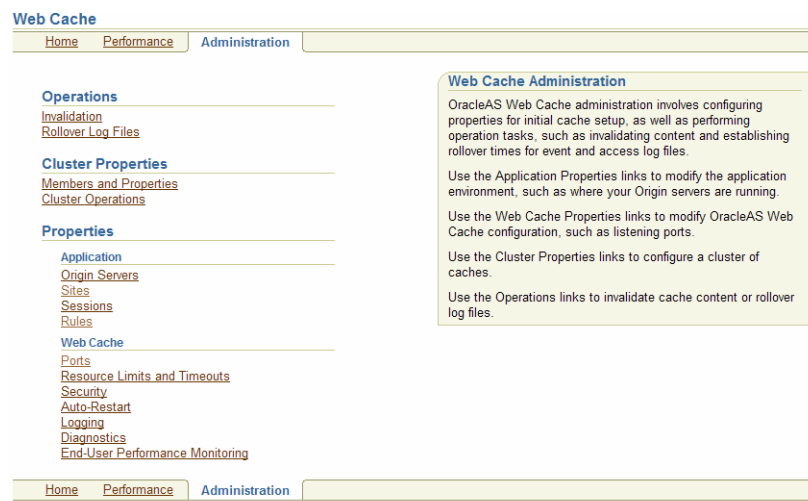 Web Cache
Home Performance Administration
Operations
Invalidation
Rollover Log Files
Cluster Properties
Members and Properties
Cluster Operations
Properties
Application
Origin Servers
Sites
Sessions
Rules
Web Cache
Ports
Resource Limits and Timeouts
Security
Auto-Restart
Logging
Diagnostics
End-User Performance Monitoring
Web Cache Administration
OracleAS Web Cache administration involves configuring
properties for initial cache setup, as well as performing
operation tasks, such as invalidating content and establishing
rollover times for event and access log files.
Use the Application Properties links to modify the application
environment, such as where your Origin servers are running.
Use the Web Cache Properties links to modify OracleAS Web
Cache configuration, such as listening ports.
Use the Cluster Properties links to configure a cluster of
caches.
Use the Operations links to invalidate cache content or rollover
log files.
Home Performance Administration